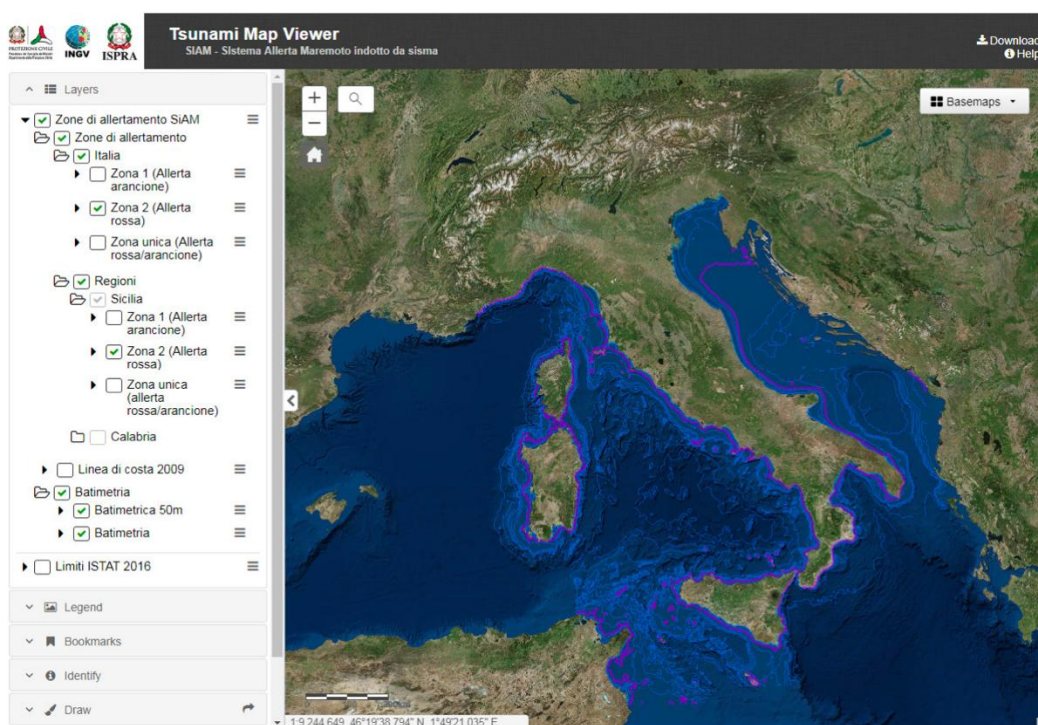 PROTEZIONE CIVILE
INGV
ISPRA
Tsunami Map Viewer
SIAM - SIstema Allerta Maremoto indotto da sisma
Download
Help
Layers
Zone di allertamento SiAM
Zone di allertamento
Italia
Zona 1 (Allerta
arancione)
Zona 2 (Allerta
rossa)
Zona unica (Allerta
rossa/arancione)
Regioni
Sicilia
Zona 1 (Allerta
arancione)
Zona 2 (Allerta
rossa)
Zona unica
(allerta
rossa/arancione)
Calabria
Linea di costa 2009
Batimetria
Batimetrica 50m
Batimetria
Limiti ISTAT 2016
Legend
Bookmarks
Identify
Draw
Basemaps
1:9.244.649 46°19'38.794" N 1°49'21.035" E